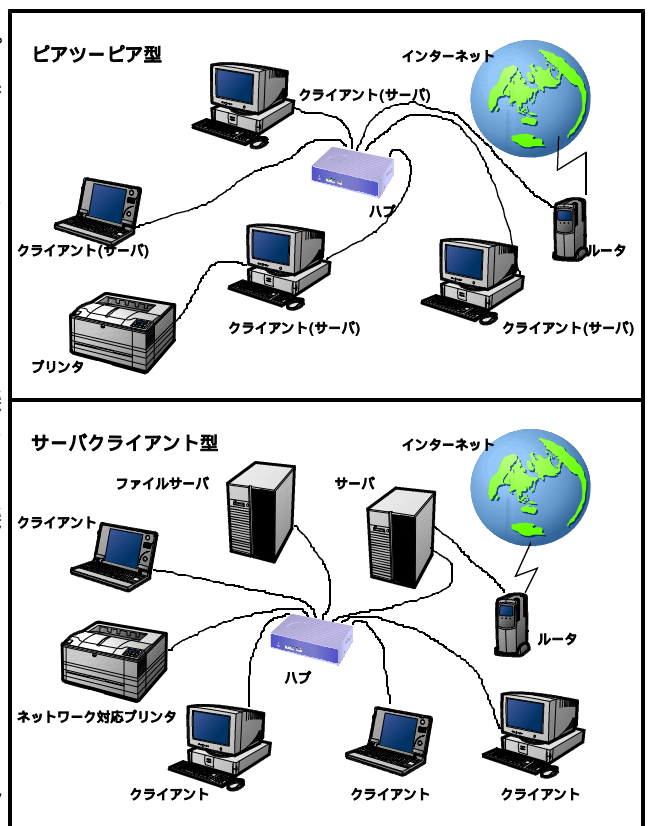 ピアツーピア型
インターネット
クライアント(サーバ)
ハブ
クライアント(サーバ)
ルータ
クライアント(サーバ)
クライアント(サーバ)
プリンタ
サーバクライアント型
インターネット
ファイルサーバ
サーバ
クライアント
ルータ
ハブ
ネットワーク対応プリンタ
クライアント
クライアント
クライアント